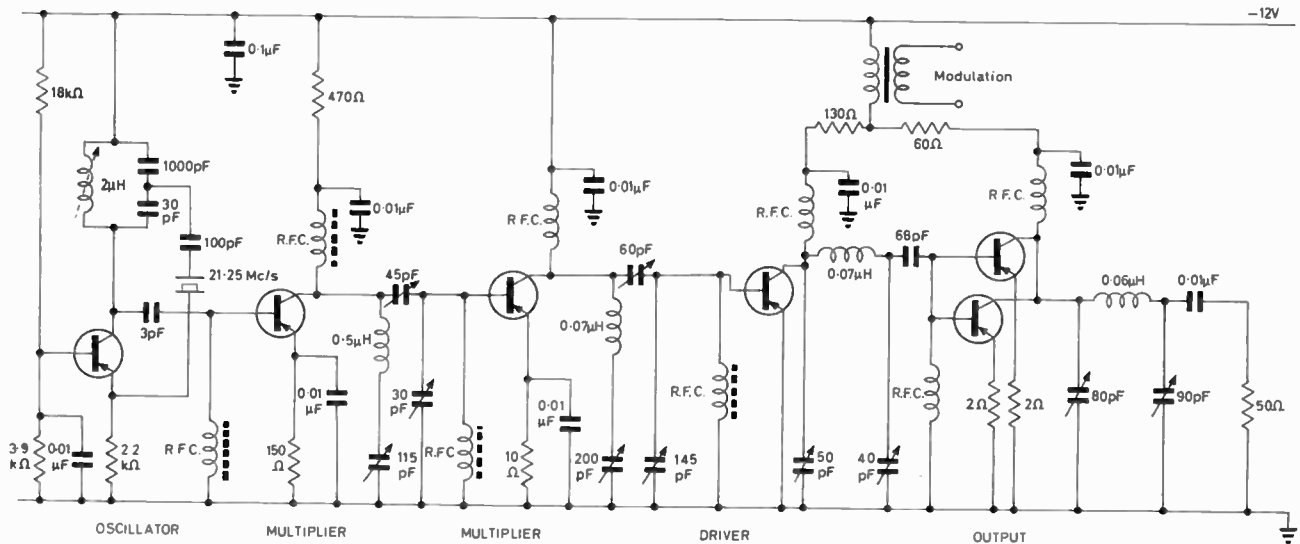 −12V
0·1μF
18kΩ
470Ω
Modulation
130Ω
60Ω
1000pF
2μH
30
pF
100pF
21·25 Mc/s
3pF
0·01μF
R.F.C.
45pF
0·01μF
R.F.C.
60pF
0·01
μF
R.F.C.
0·07μH
68pF
0·01μF
R.F.C.
0·5μH
0·07μH
0·06μH
0·01μF
3·9
kΩ
0·01
μF
2·2
kΩ
R.F.C.
150
Ω
0·01
μF
30
pF
115
pF
R.F.C.
10
Ω
0·01
μF
200
pF
145
pF
R.F.C.
50
pF
40
pF
R.F.C.
2Ω
2Ω
80pF
90pF
50Ω
OSCILLATOR
MULTIPLIER
MULTIPLIER
DRIVER
OUTPUT